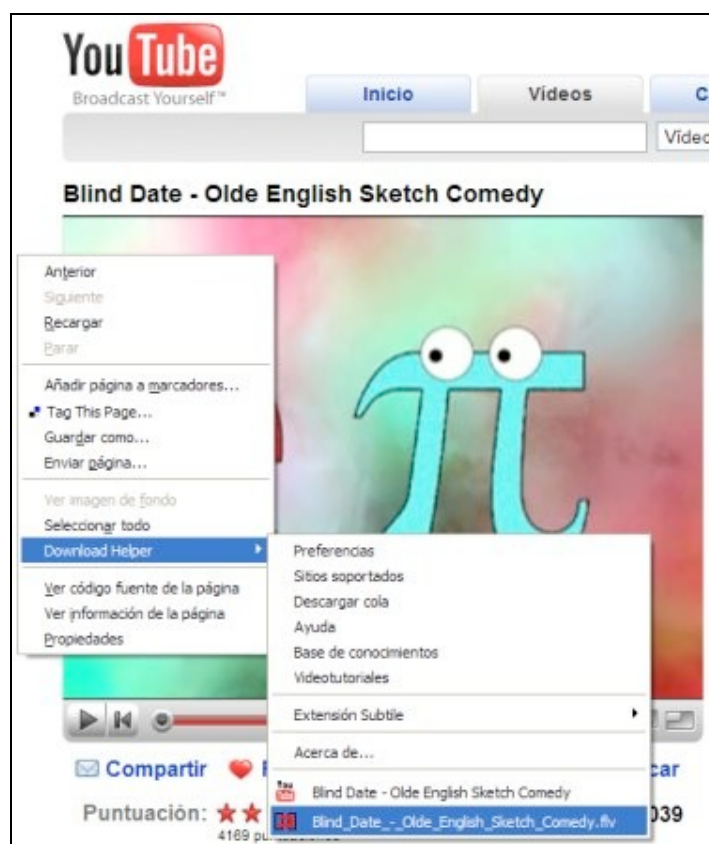 You Tube
Broadcast Yourself™
Inicio
Vídeos
C
Vídeo
Blind Date - Olde English Sketch Comedy
Anterior
Siguiente
Recargar
Parar
Añadir página a marcadores...
Tag This Page...
Guardar como...
Enviar página...
Ver imagen de fondo
Seleccionar todo
Download Helper
Ver código fuente de la página
Ver información de la página
Propiedades
Preferencias
Sitios soportados
Descargar cola
Ayuda
Base de conocimientos
Videotutoriales
Extensión Subtile
Acerca de...
Blind Date - Olde English Sketch Comedy
Blind_Date_-_Olde_English_Sketch_Comedy.flv
Compartir
car
Puntuación:
039
4169